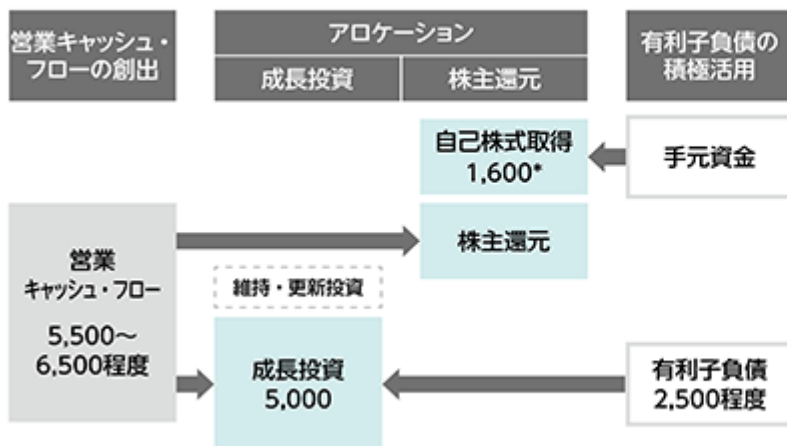 営業キャッシュ・
フローの創出
アロケーション
成長投資
株主還元
有利子負債の
積極活用
自己株式取得
1,600*
手元資金
営業
キャッシュ・フロー
5,500～
6,500程度
株主還元
維持・更新投資
成長投資
5,000
有利子負債
2,500程度